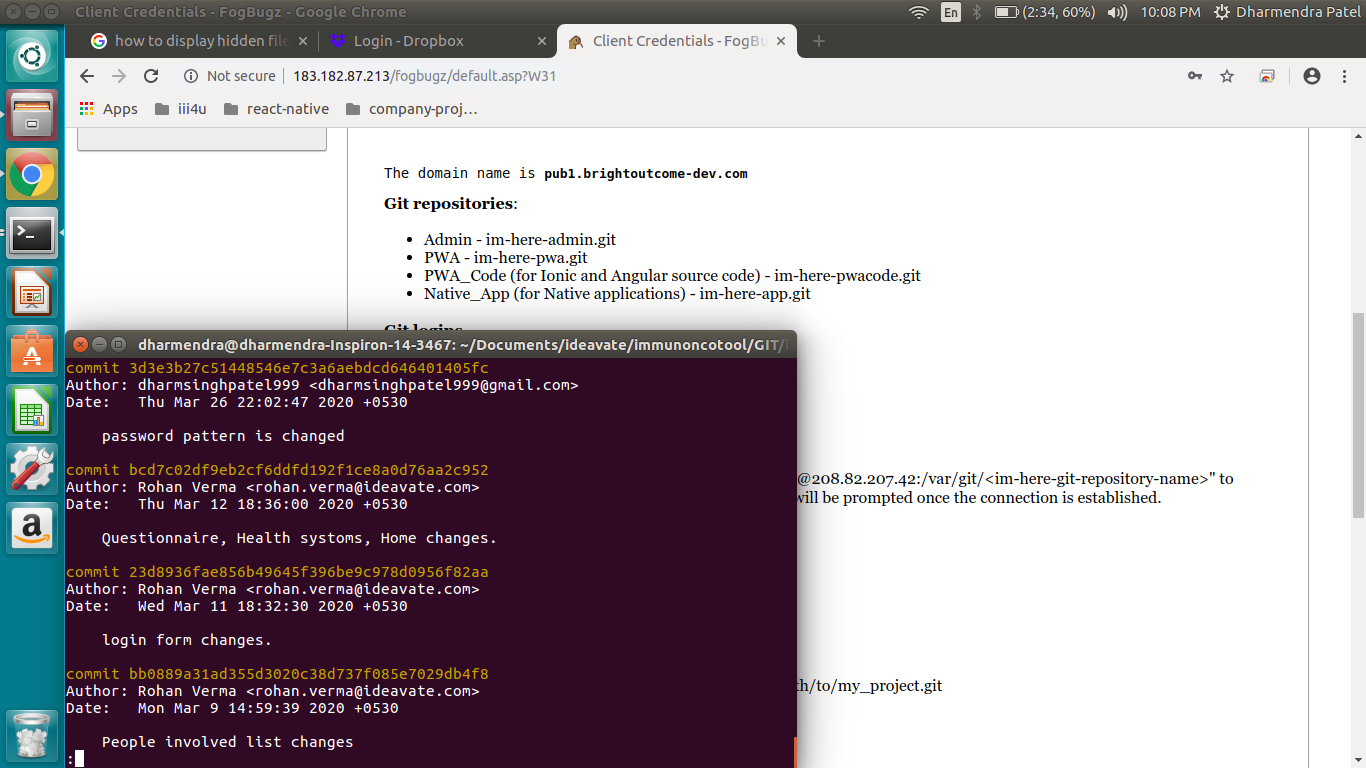 Client Credentials - FogBugz - Google Chrome
En
(2:34, 60%)
10:08 PM
Dharmendra Patel
how to display hidden file
Login - Dropbox
Client Credentials - FogBu
Not secure
183.182.87.213/fogbugz/default.asp?W31
Apps
iii4u
react-native
company-proj…
The domain name is pub1.brightoutcome-dev.com
Git repositories:
Admin - im-here-admin.git
PWA - im-here-pwa.git
PWA_Code (for Ionic and Angular source code) - im-here-pwacode.git
Native_App (for Native applications) - im-here-app.git
Git logins
@208.82.207.42:/var/git/<im-here-git-repository-name>" to
will be prompted once the connection is established.
th/to/my_project.git
dharmendra@dharmendra-Inspiron-14-3467: ~/Documents/ideavate/immunoncotool/GIT/
commit 3d3e3b27c51448546e7c3a6aebdcd646401405fc
Author: dharmsinghpatel999 <dharmsinghpatel999@gmail.com>
Date:   Thu Mar 26 22:02:47 2020 +0530
password pattern is changed
commit bcd7c02df9eb2cf6ddfd192f1ce8a0d76aa2c952
Author: Rohan Verma <rohan.verma@ideavate.com>
Date:   Thu Mar 12 18:36:00 2020 +0530
Questionnaire, Health systoms, Home changes.
commit 23d8936fae856b49645f396be9c978d0956f82aa
Author: Rohan Verma <rohan.verma@ideavate.com>
Date:   Wed Mar 11 18:32:30 2020 +0530
login form changes.
commit bb0889a31ad355d3020c38d737f085e7029db4f8
Author: Rohan Verma <rohan.verma@ideavate.com>
Date:   Mon Mar 9 14:59:39 2020 +0530
People involved list changes
: